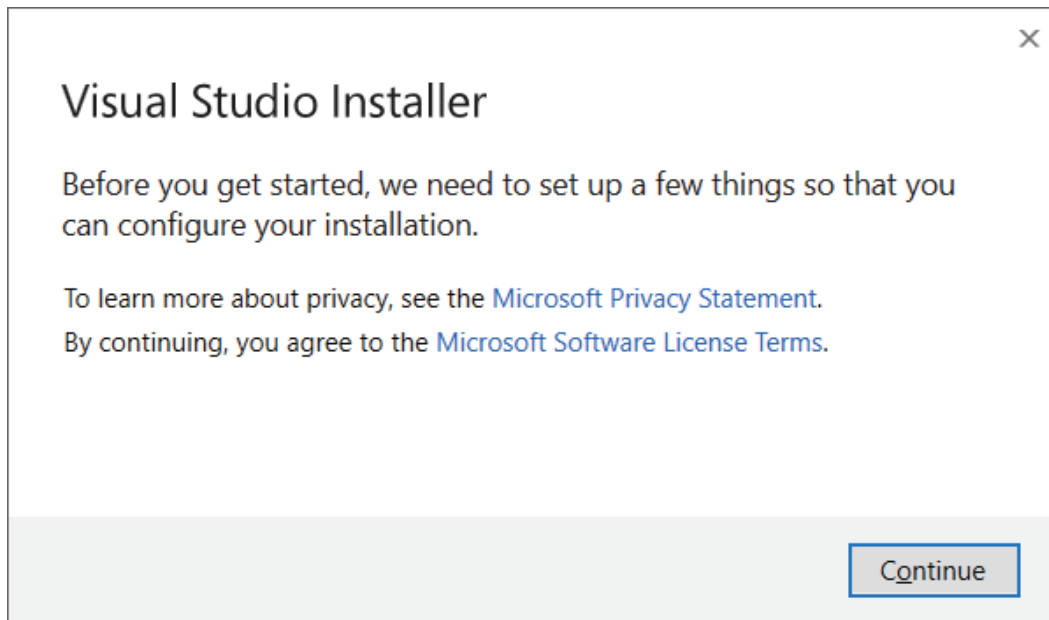 Visual Studio Installer
Before you get started, we need to set up a few things so that you
can configure your installation.
To learn more about privacy, see the Microsoft Privacy Statement.
By continuing, you agree to the Microsoft Software License Terms.
Continue